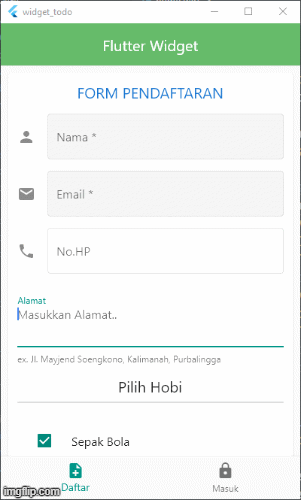 widget_todo
Flutter Widget
FORM PENDAFTARAN
Nama *
Email *
No.HP
Alamat
Masukkan Alamat..
ex. Jl. Mayjend Soengkono, Kalimanah, Purbalingga
Pilih Hobi
Sepak Bola
Daftar
Masuk
imgflip.com